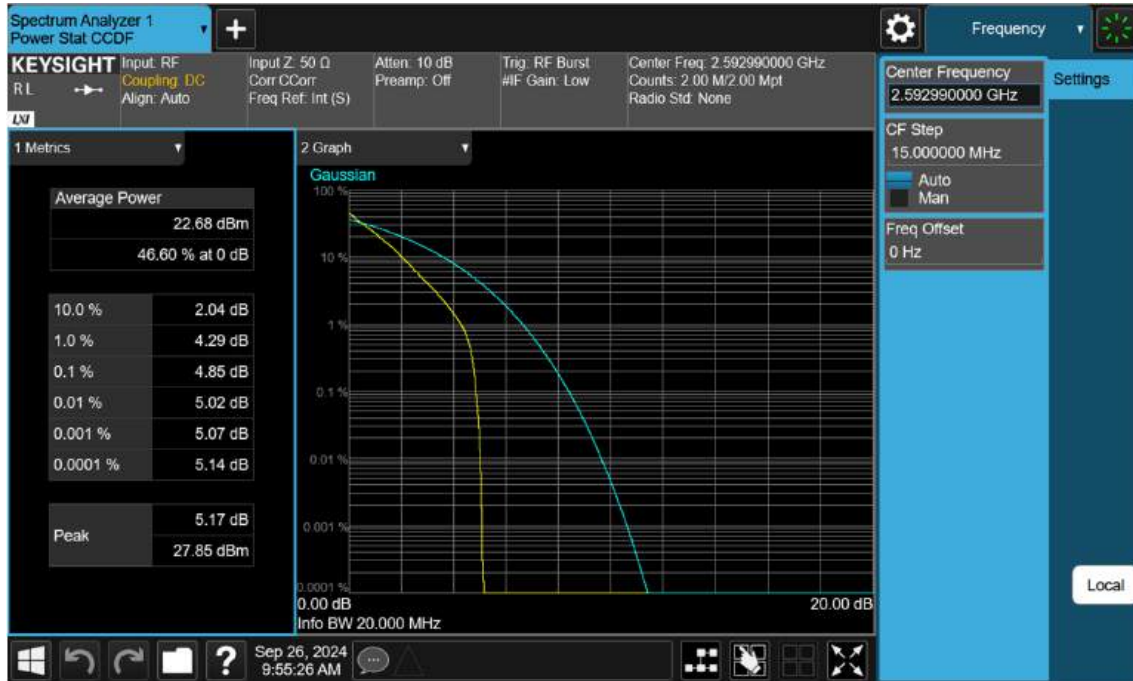 Spectrum Analyzer 1
Power Stat CCDF
+
Frequency
KEYSIGHT
RL
LXI
Input: RF
Coupling: DC
Align: Auto
Input Z: 50 Ω
Corr CCorr
Freq Ref: Int (S)
Atten: 10 dB
Preamp: Off
Trig: RF Burst
#IF Gain: Low
Center Freq: 2.592990000 GHz
Counts: 2.00 M/2.00 Mpt
Radio Std: None
Center Frequency
2.592990000 GHz
Settings
CF Step
15.000000 MHz
Auto
Man
Freq Offset
0 Hz
1 Metrics
Average Power
22.68 dBm
46.60 % at 0 dB
10.0 % 2.04 dB
1.0 % 4.29 dB
0.1 % 4.85 dB
0.01 % 5.02 dB
0.001 % 5.07 dB
0.0001 % 5.14 dB
Peak
5.17 dB
27.85 dBm
2 Graph
Gaussian
100 %
10 %
1 %
0.1 %
0.01 %
0.001 %
0.0001 %
0.00 dB 20.00 dB
Info BW 20.000 MHz
Local
?
Sep 26, 2024
9:55:26 AM